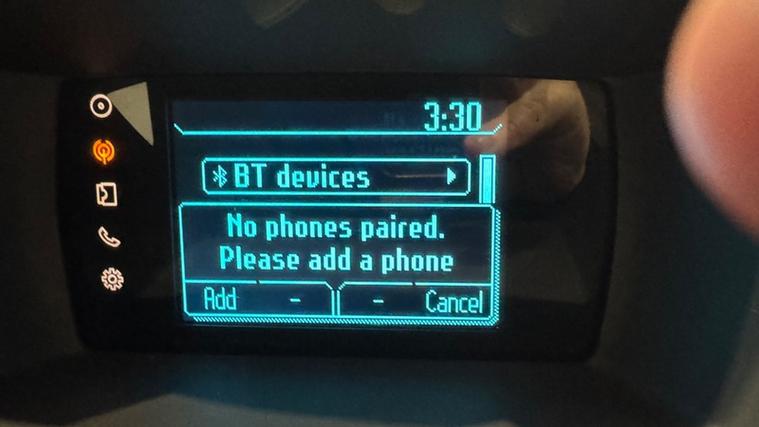 3:30
BT devices
No phones paired.
Please add a phone
Add - - Cancel